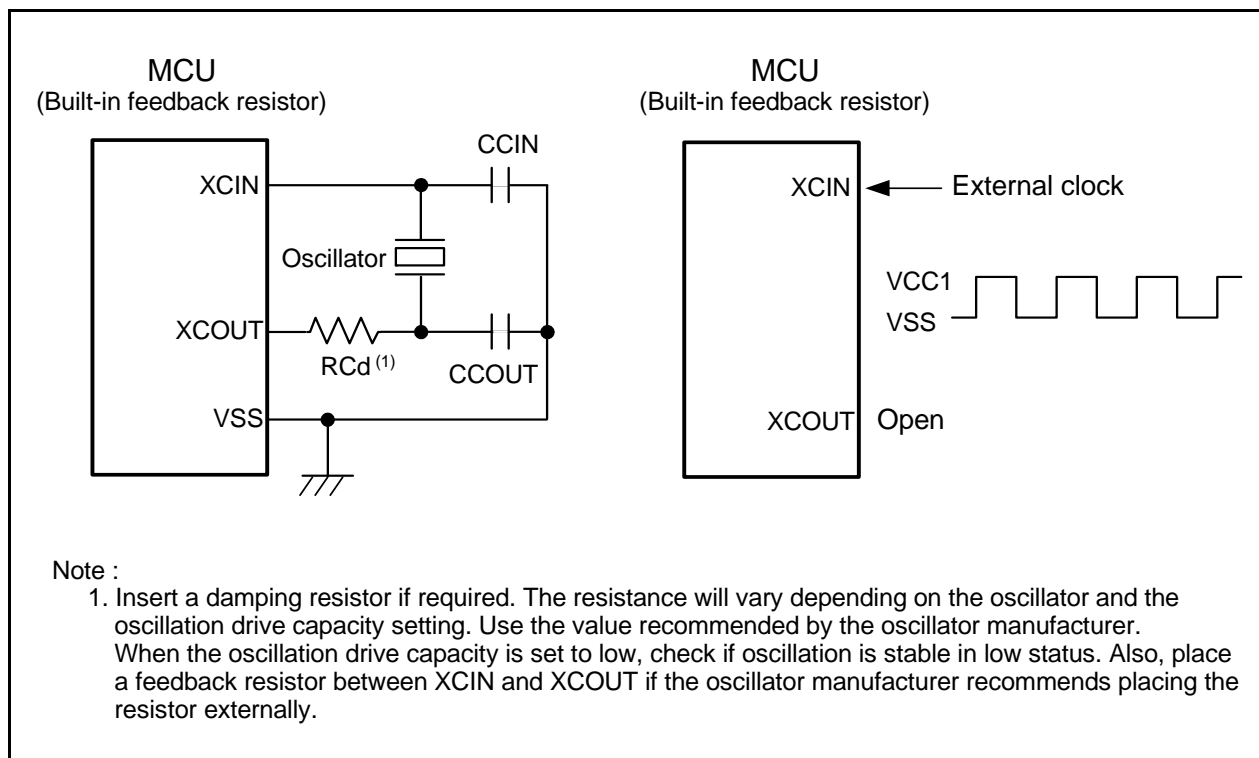 MCU
(Built-in feedback resistor)
XCIN
CCIN
Oscillator
XCOUT
RCd (1)
CCOUT
VSS
MCU
(Built-in feedback resistor)
XCIN
External clock
VCC1
VSS
XCOUT
Open
Note :
1. Insert a damping resistor if required. The resistance will vary depending on the oscillator and the
oscillation drive capacity setting. Use the value recommended by the oscillator manufacturer.
When the oscillation drive capacity is set to low, check if oscillation is stable in low status. Also, place
a feedback resistor between XCIN and XCOUT if the oscillator manufacturer recommends placing the
resistor externally.